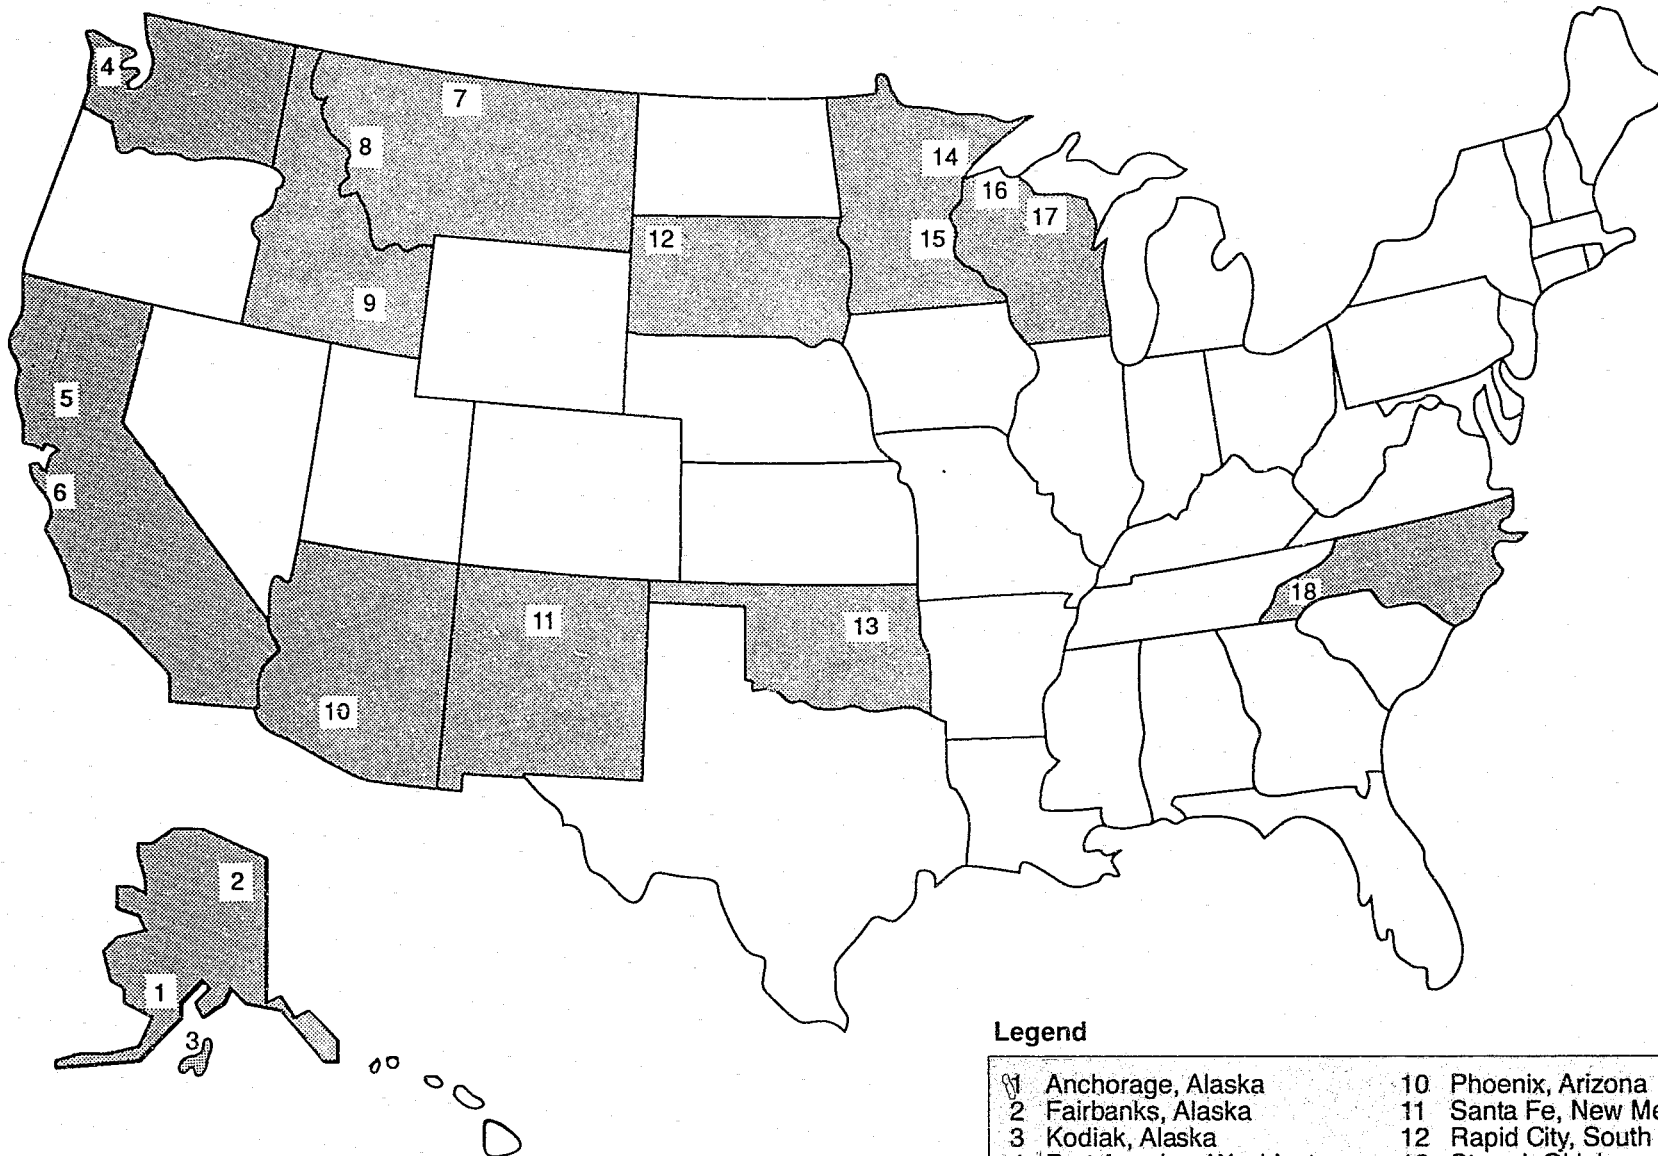 4
7
8
14
16
17
12
15
9
5
6
11
13
18
10
2
1
3
Legend
1 Anchorage, Alaska
2 Fairbanks, Alaska
3 Kodiak, Alaska
10 Phoenix, Arizona
11 Santa Fe, New Me
12 Rapid City, South